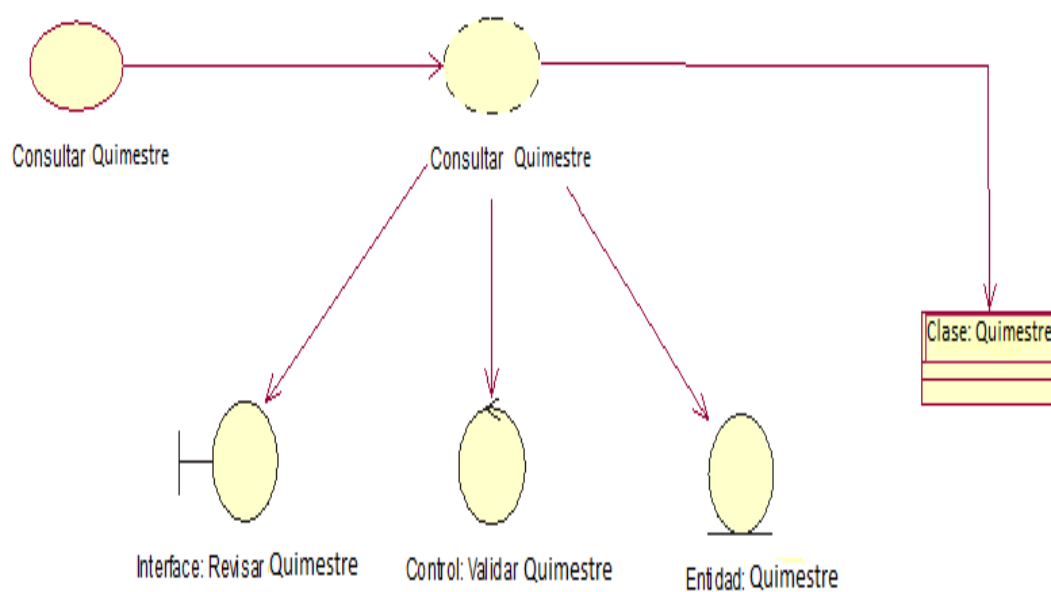 Consultar Quimestre
Consultar Quimestre
Clase: Quimestre
Interface: Revisar Quimestre
Control: Validar Quimestre
Entidad: Quimestre